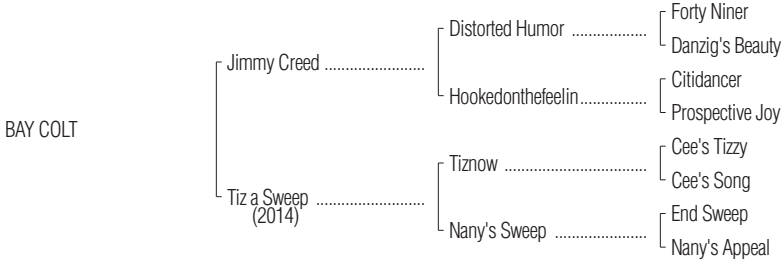 Forty Niner
Distorted Humor ....................
Danzig's Beauty
Jimmy Creed ...........................
Citidancer
Hookedonthefeelin..................
Prospective Joy
BAY COLT
Cee's Tizzy
Tiznow ......................................
Cee's Song
Tiz a Sweep .............................
(2014)
End Sweep
Nany's Sweep ........................
Nany's Appeal